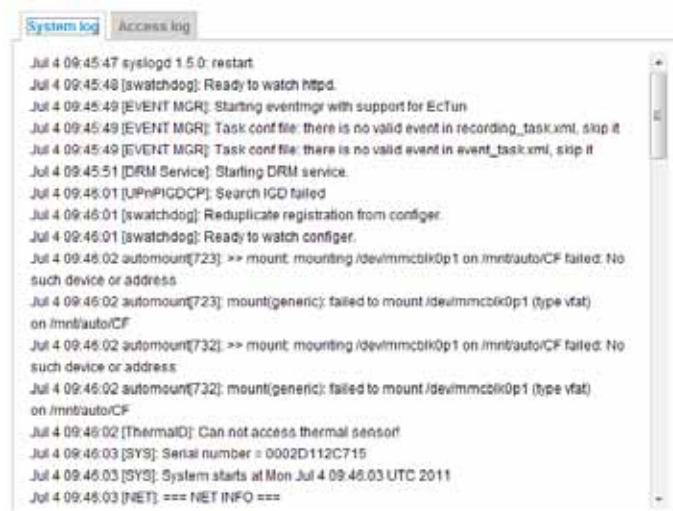 System log Access log
Jul 4 09:45:47 syslogd 1.5.0: restart.
Jul 4 09:45:48 [swatchdog]: Ready to watch httpd.
Jul 4 09:45:49 [EVENT MGR]: Starting eventmgr with support for EcTun
Jul 4 09:45:49 [EVENT MGR]: Task conf file: there is no valid event in recording_task.xml, skip it
Jul 4 09:45:49 [EVENT MGR]: Task conf file: there is no valid event in event_task.xml, skip it
Jul 4 09:45:51 [DRM Service]: Starting DRM service.
Jul 4 09:46:01 [UPnPIGDCP]: Search IGD failed
Jul 4 09:46:01 [swatchdog]: Reduplicate registration from configer.
Jul 4 09:46:01 [swatchdog]: Ready to watch configer.
Jul 4 09:46:02 automount[723]: >> mount: mounting /dev/mmcblk0p1 on /mnt/auto/CF failed: No
such device or address
Jul 4 09:46:02 automount[723]: mount(generic): failed to mount /dev/mmcblk0p1 (type vfat)
on /mnt/auto/CF
Jul 4 09:46:02 automount[732]: >> mount: mounting /dev/mmcblk0p1 on /mnt/auto/CF failed: No
such device or address
Jul 4 09:46:02 automount[732]: mount(generic): failed to mount /dev/mmcblk0p1 (type vfat)
on /mnt/auto/CF
Jul 4 09:46:02 [ThermalD]: Can not access thermal sensor!
Jul 4 09:46:03 [SYS]: Serial number = 0002D112C715
Jul 4 09:46:03 [SYS]: System starts at Mon Jul 4 09:46:03 UTC 2011
Jul 4 09:46:03 [NET]: === NET INFO ===